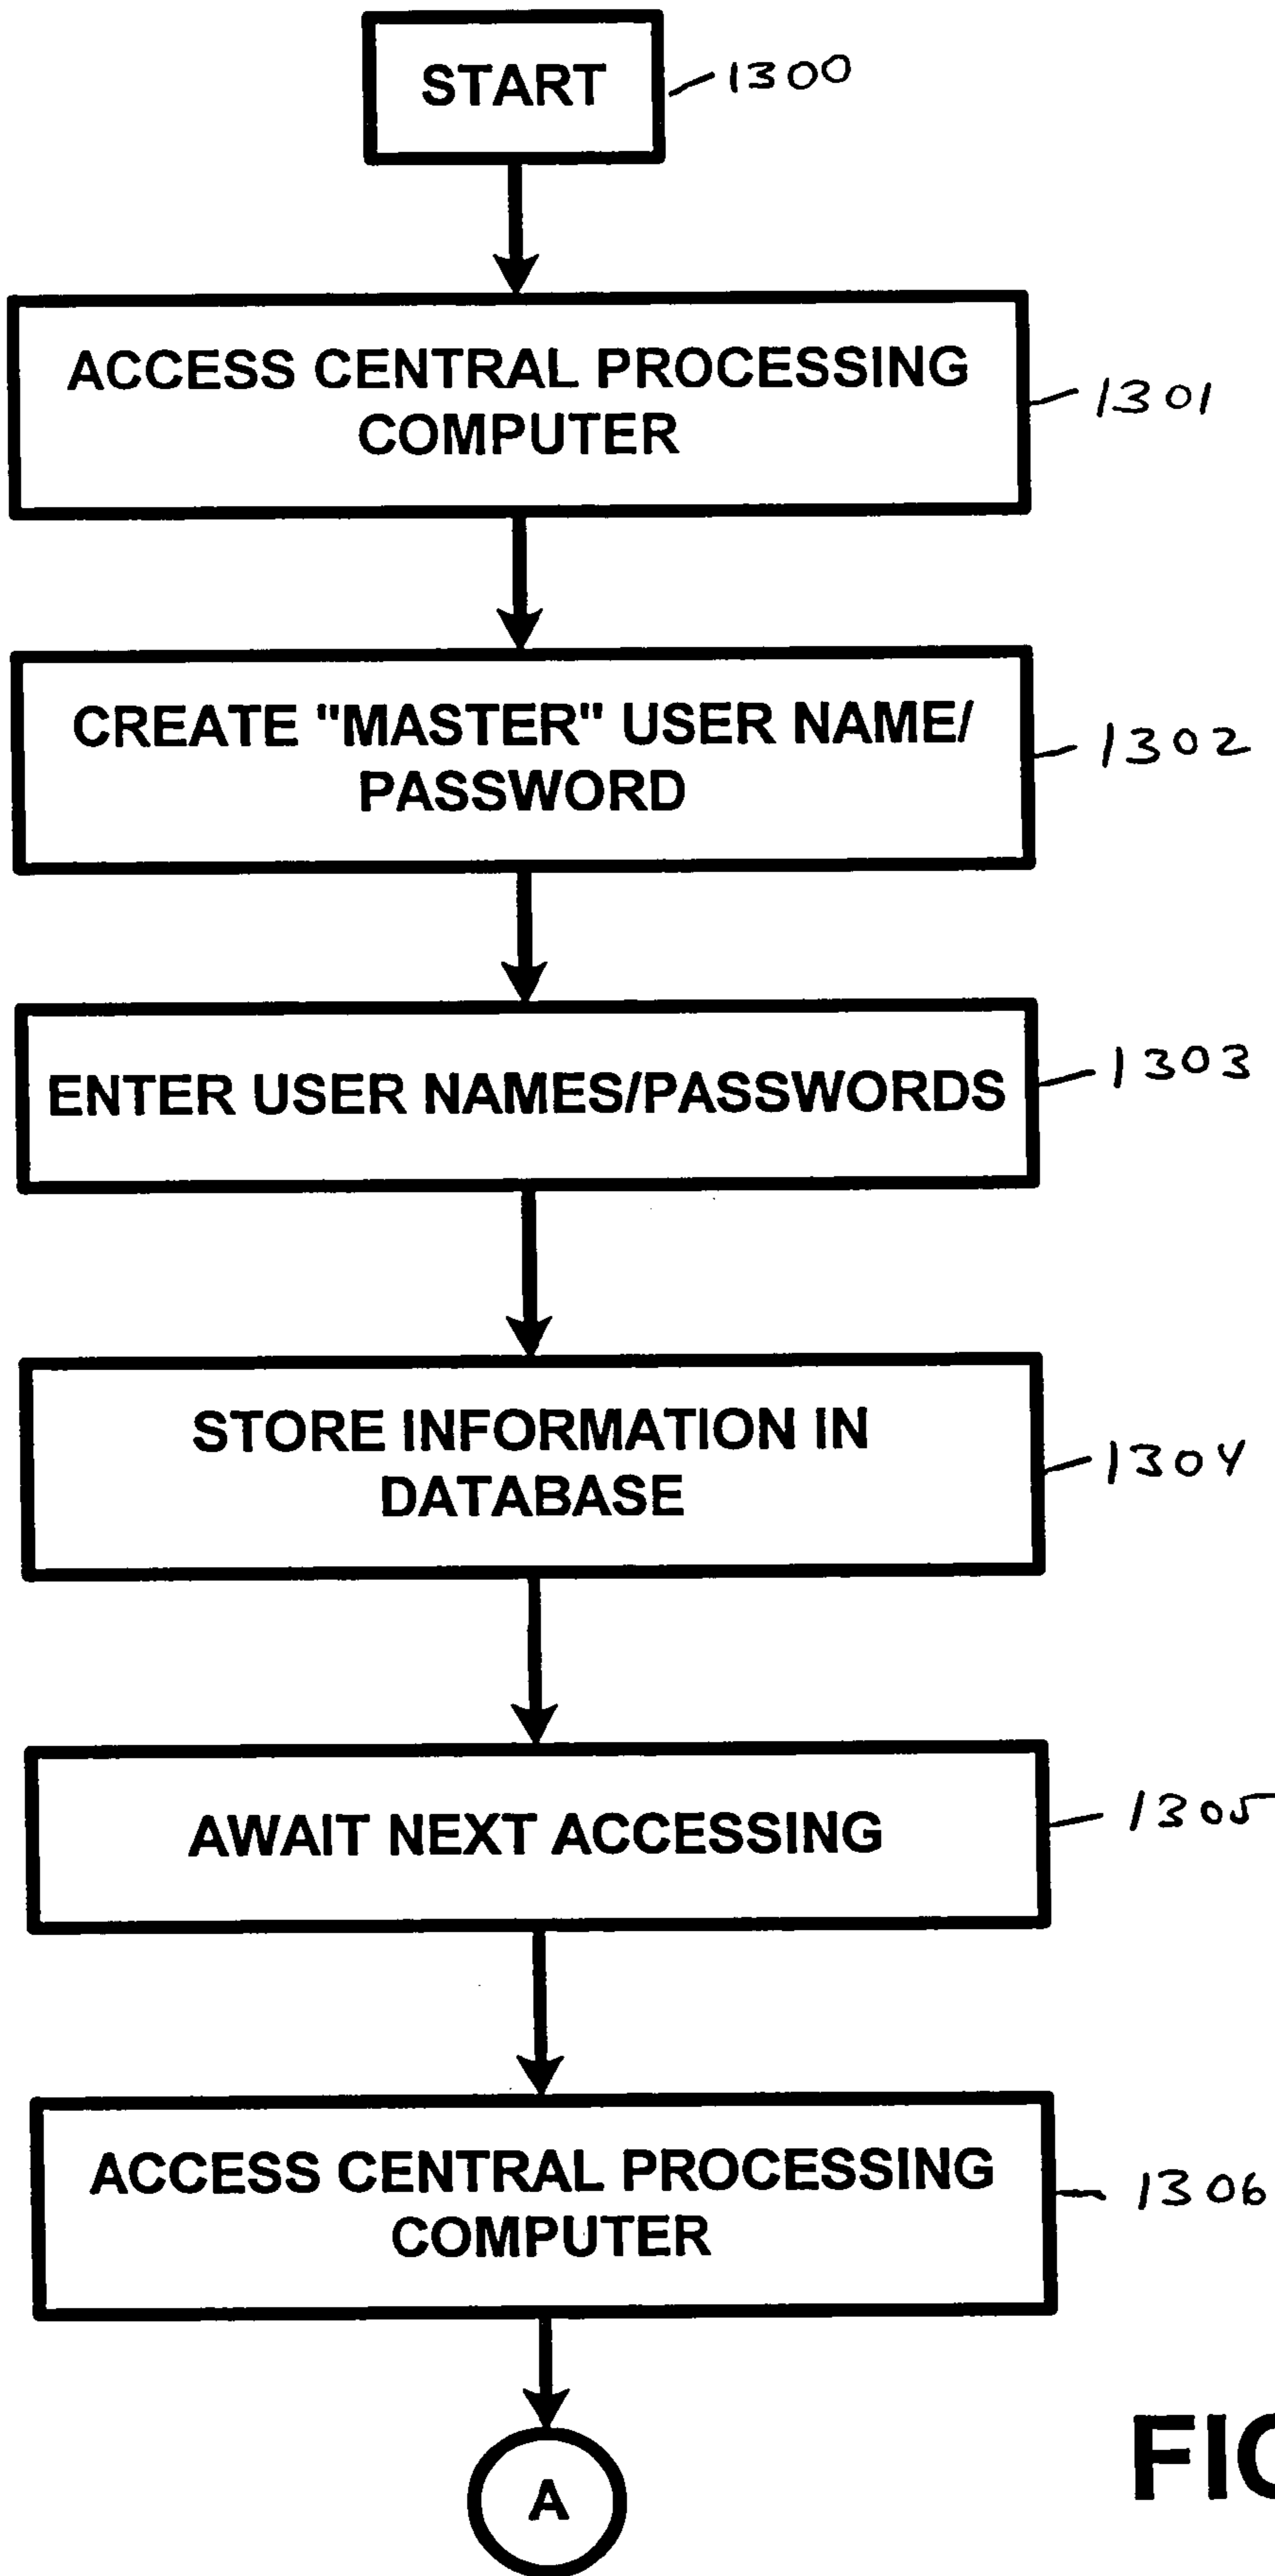 START
1300
ACCESS CENTRAL PROCESSING
COMPUTER
1301
CREATE "MASTER" USER NAME/
PASSWORD
1302
ENTER USER NAMES/PASSWORDS
1303
STORE INFORMATION IN
DATABASE
1304
AWAIT NEXT ACCESSING
1305
ACCESS CENTRAL PROCESSING
COMPUTER
1306
A